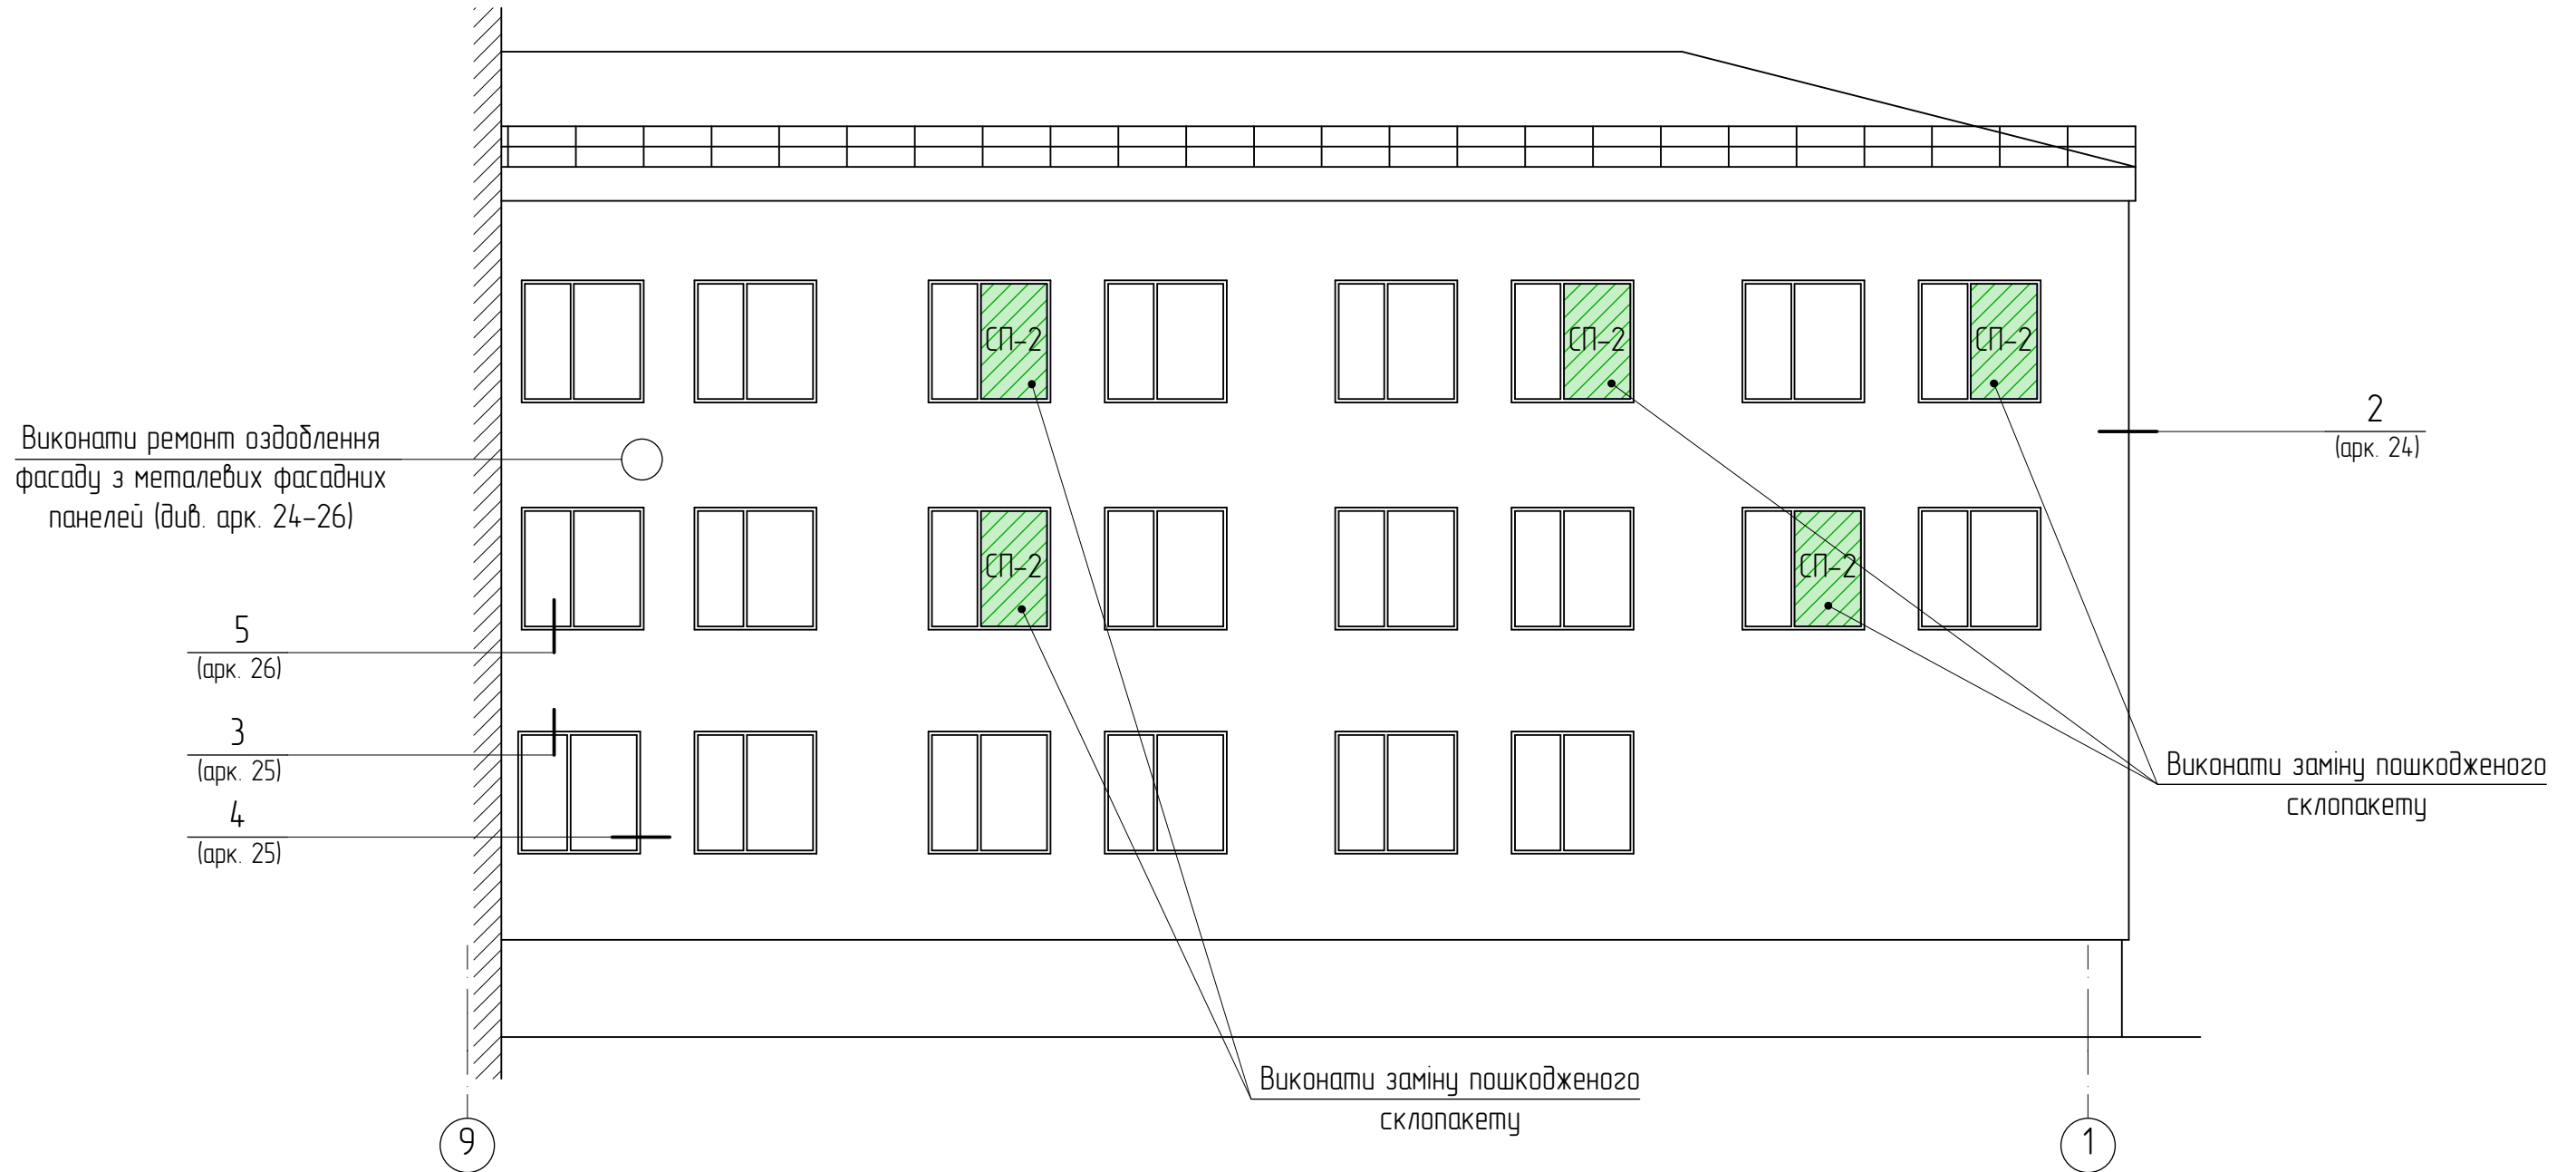 СП-2
СП-2
СП-2
2
(арк. 24)
Виконати ремонт оздоблення
фасаду з металевих фасадних
панелей (див. арк. 24-26)
СП-2
СП-2
5
(арк. 26)
3
(арк. 25)
4
(арк. 25)
Виконати заміну пошкодженого
склопакету
Виконати заміну пошкодженого
склопакету
9
1